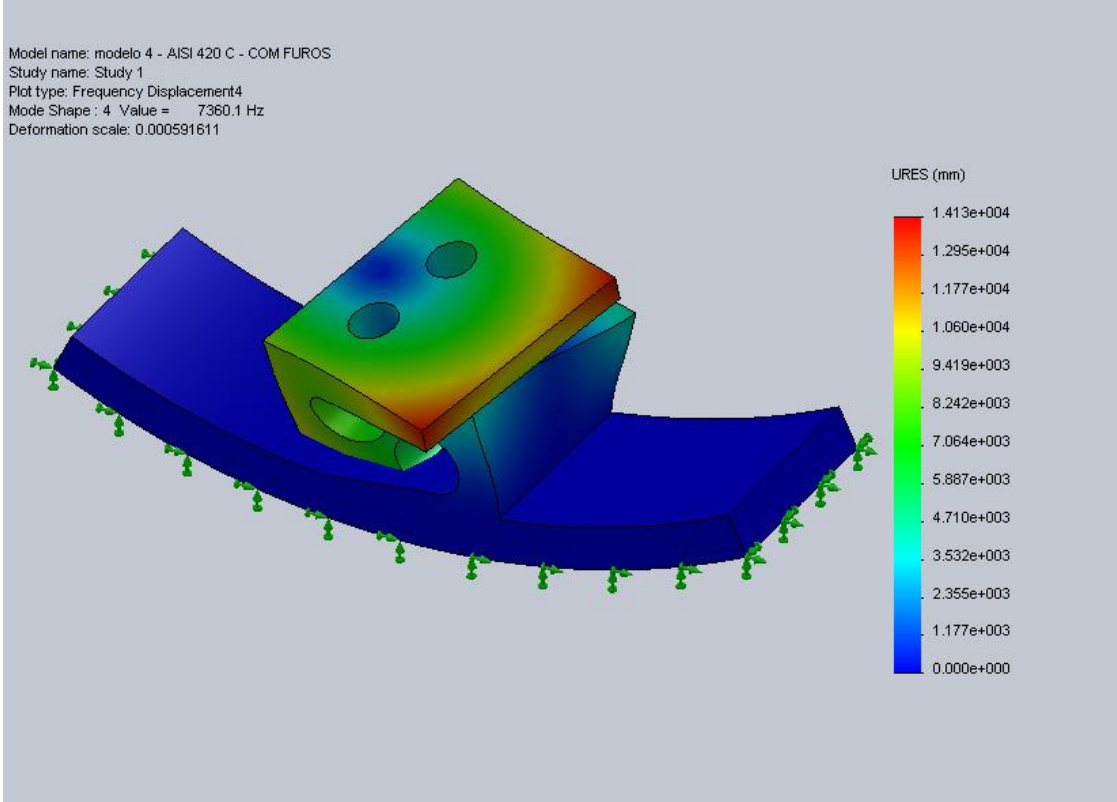 Model name: modelo 4 - AISI 420 C - COM FUROS
Study name: Study 1
Plot type: Frequency Displacement4
Mode Shape : 4 Value = 7360.1 Hz
Deformation scale: 0.000591611
URES (mm)
1.413e+004
1.295e+004
1.177e+004
1.060e+004
9.419e+003
8.242e+003
7.064e+003
5.887e+003
4.710e+003
3.532e+003
2.355e+003
1.177e+003
0.000e+000